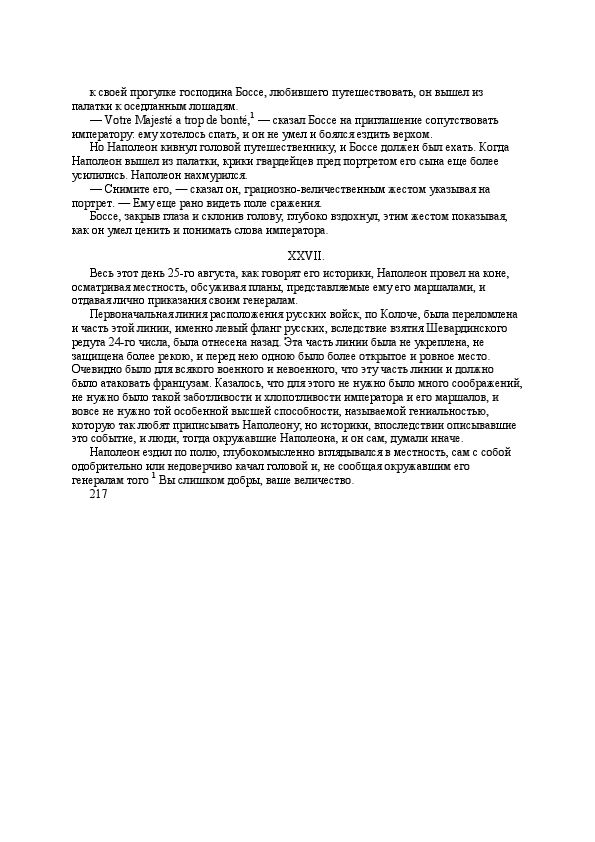 к своей прогулке господина Боссе, любившего путешествовать, он вышел из
палатки к оседланным лошадям.
— Votre Majesté a trop de bonté,¹ — сказал Боссе на приглашение сопутствовать
императору: ему хотелось спать, и он не умел и боялся ездить верхом.
Но Наполеон кивнул головой путешественнику, и Боссе должен был ехать. Когда
Наполеон вышел из палатки, крики гвардейцев пред портретом его сына еще более
усилились. Наполеон нахмурился.
— Снимите его, — сказал он, грациозно-величественным жестом указывая на
портрет. — Ему еще рано видеть поле сражения.
Боссе, закрыв глаза и склонив голову, глубоко вздохнул, этим жестом показывая,
как он умел ценить и понимать слова императора.
XXVII.
Весь этот день 25-го августа, как говорят его историки, Наполеон провел на коне,
осматривая местность, обсуживая планы, представляемые ему его маршалами, и
отдавая лично приказания своим генералам.
Первоначальная линия расположения русских войск, по Колоче, была переломлена
и часть этой линии, именно левый фланг русских, вследствие взятия Шевардинского
редута 24-го числа, была отнесена назад. Эта часть линии была не укреплена, не
защищена более рекою, и перед нею одною было более открытое и ровное место.
Очевидно было для всякого военного и невоенного, что эту часть линии и должно
было атаковать французам. Казалось, что для этого не нужно было много соображений,
не нужно было такой заботливости и хлопотливости императора и его маршалов, и
вовсе не нужно той особенной высшей способности, называемой гениальностью,
которую так любят приписывать Наполеону; но историки, впоследствии описывавшие
это событие, и люди, тогда окружавшие Наполеона, и он сам, думали иначе.
Наполеон ездил по полю, глубокомысленно вглядывался в местность, сам с собой
одобрительно или недоверчиво качал головой и, не сообщая окружавшим его
генералам того ¹ Вы слишком добры, ваше величество.
217